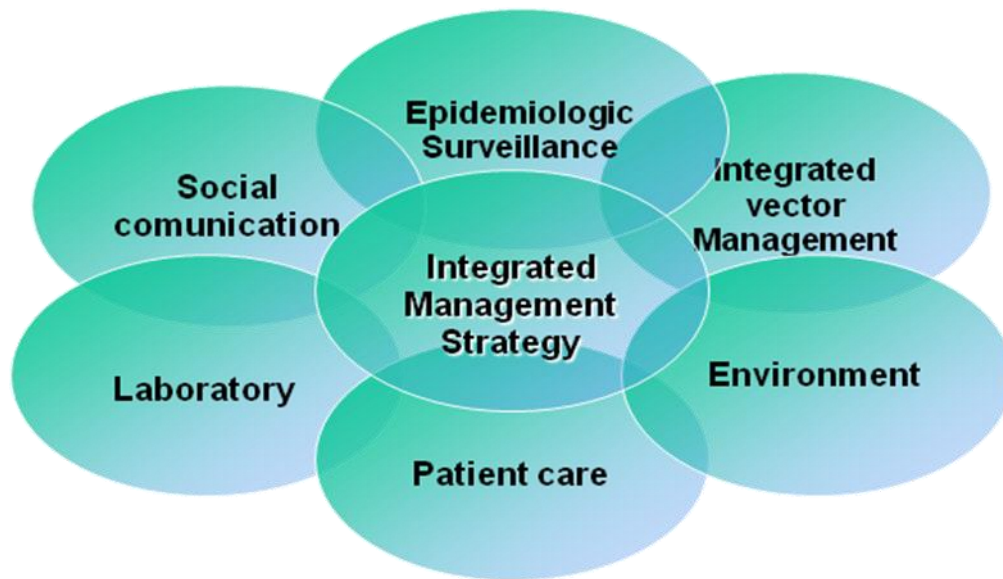 Epidemiologic
Surveillance
Social
comunication
Integrated
vector
Management
Integrated
Management
Strategy
Laboratory
Environment
Patient care